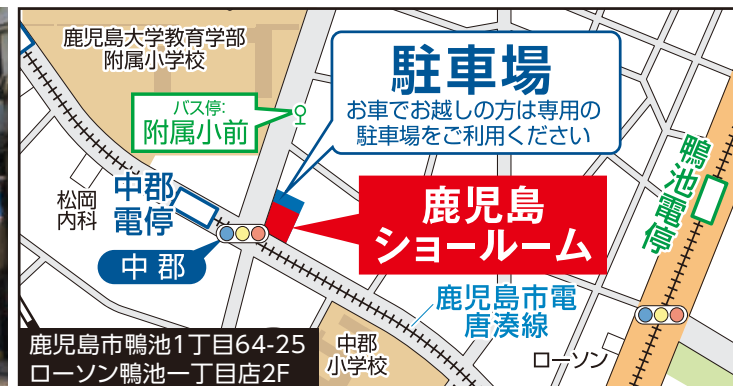 鹿児島大学教育学部
附属小学校
バス停:
附属小前
駐車場
お車でお越しの方は専用の
駐車場をご利用ください
鴨池電停
松岡
内科
中郡
電停
中郡
鹿児島
ショールーム
鹿児島市電
唐湊線
中郡
小学校
ローソン
鹿児島市鴨池1丁目64-25
ローソン鴨池一丁目店2F